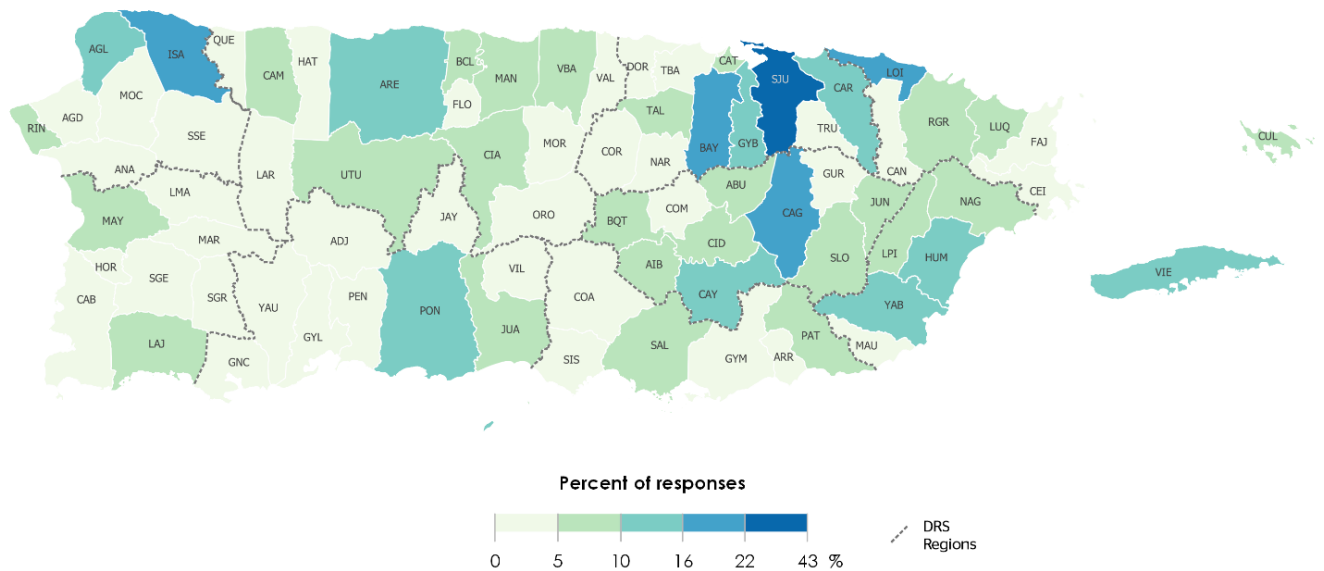 AGL
ISA
QUE
CAM
HAT
ARE
BCL
MAN
VBA
VAL
DOR
TBA
CAT
SJU
CAR
LOI
MOC
AGD
RIN
SSE
FLO
TAL
BAY
GYB
TRU
RGR
LUQ
FAJ
CUL
ANA
LMA
LAR
UTU
CIA
MOR
COR
NAR
ABU
GUR
CAN
CEI
MAY
MAR
ADJ
JAY
ORO
BQT
COM
CID
CAG
JUN
NAG
HOR
SGE
SGR
CAB
YAU
PEN
PON
VIL
COA
AIB
CAY
SLO
LPI
HUM
VIE
LAJ
GNC
GYL
JUA
SIS
SAL
GYM
ARR
PAT
MAU
YAB
Percent of responses
0 5 10 16 22 43 %
DRS
Regions